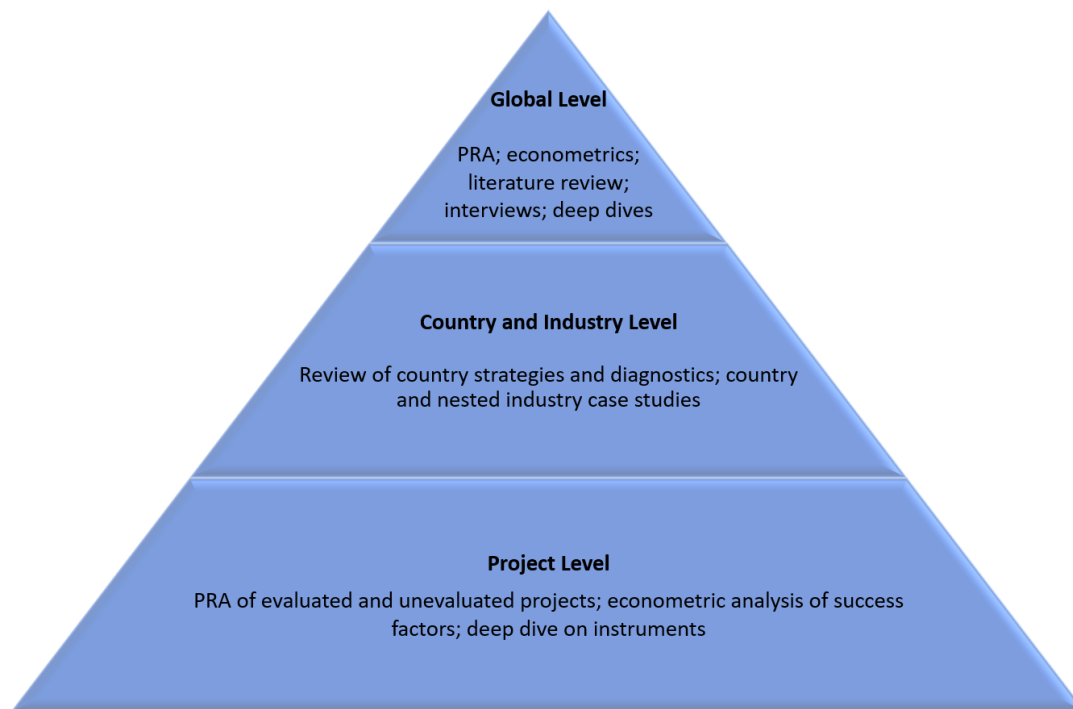 Global Level
PRA; econometrics;
literature review;
interviews; deep dives
Country and Industry Level
Review of country strategies and diagnostics; country
and nested industry case studies
Project Level
PRA of evaluated and unevaluated projects; econometric analysis of success
factors; deep dive on instruments